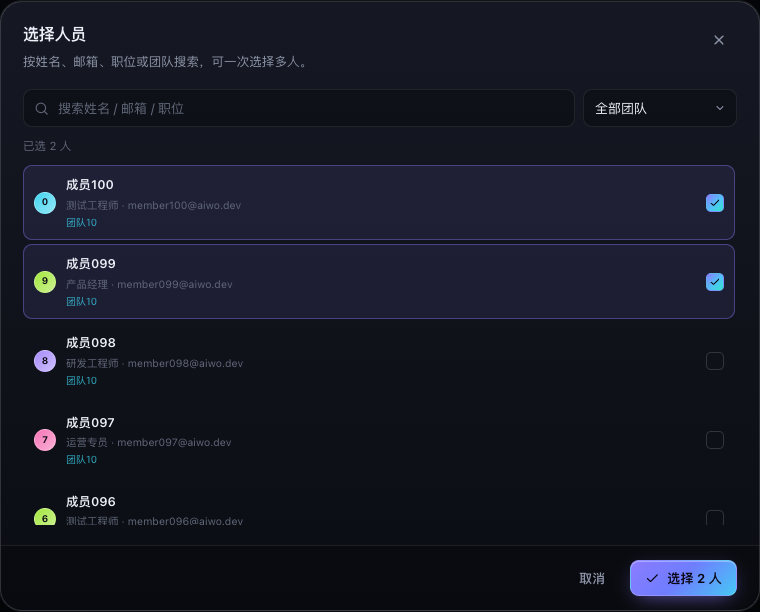 选择人员
按姓名、邮箱、职位或团队搜索，可一次选择多人。
搜索姓名 / 邮箱 / 职位
全部团队
已选 2 人
0
成员100
测试工程师 · member100@aiwo.dev
团队10
9
成员099
产品经理 · member099@aiwo.dev
团队10
8
成员098
研发工程师 · member098@aiwo.dev
团队10
7
成员097
运营专员 · member097@aiwo.dev
团队10
6
成员096
测试工程师 · member096@aiwo.dev
取消
选择 2 人